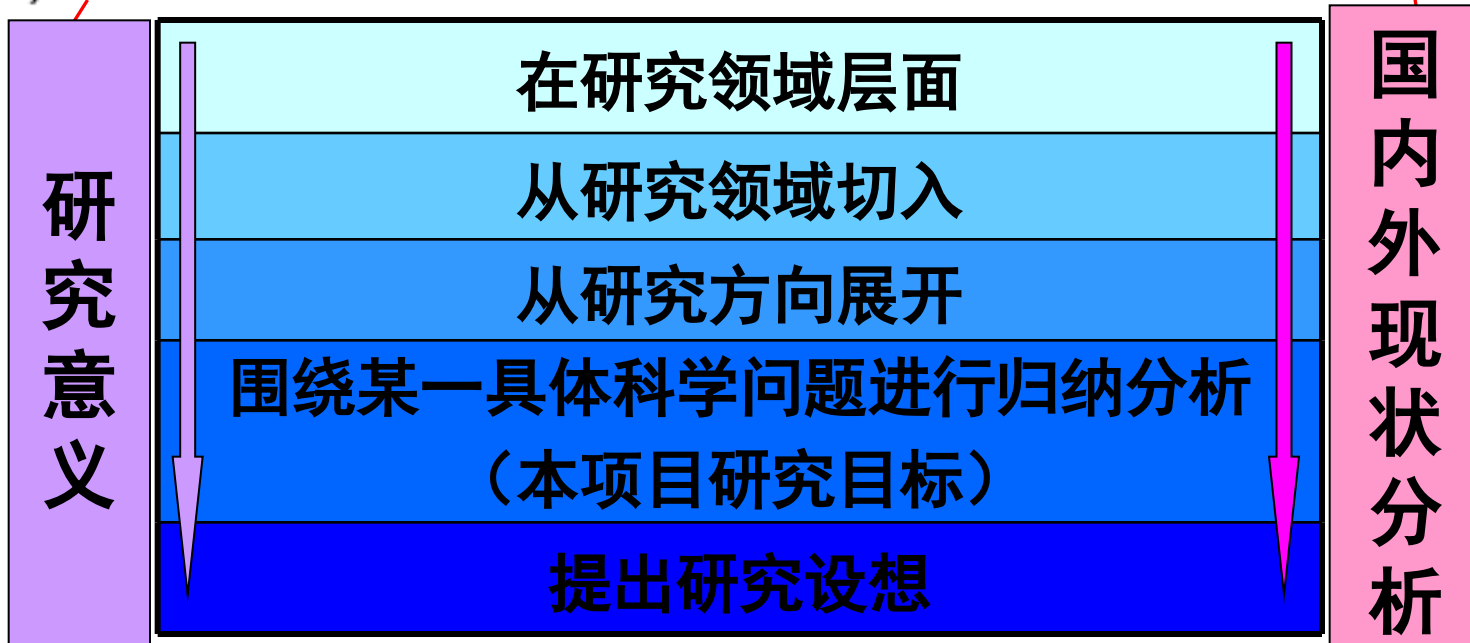 研究意义
在研究领域层面
从研究领域切入
从研究方向展开
围绕某一具体科学问题进行归纳分析
（本项目研究目标）
提出研究设想
国内外现状分析